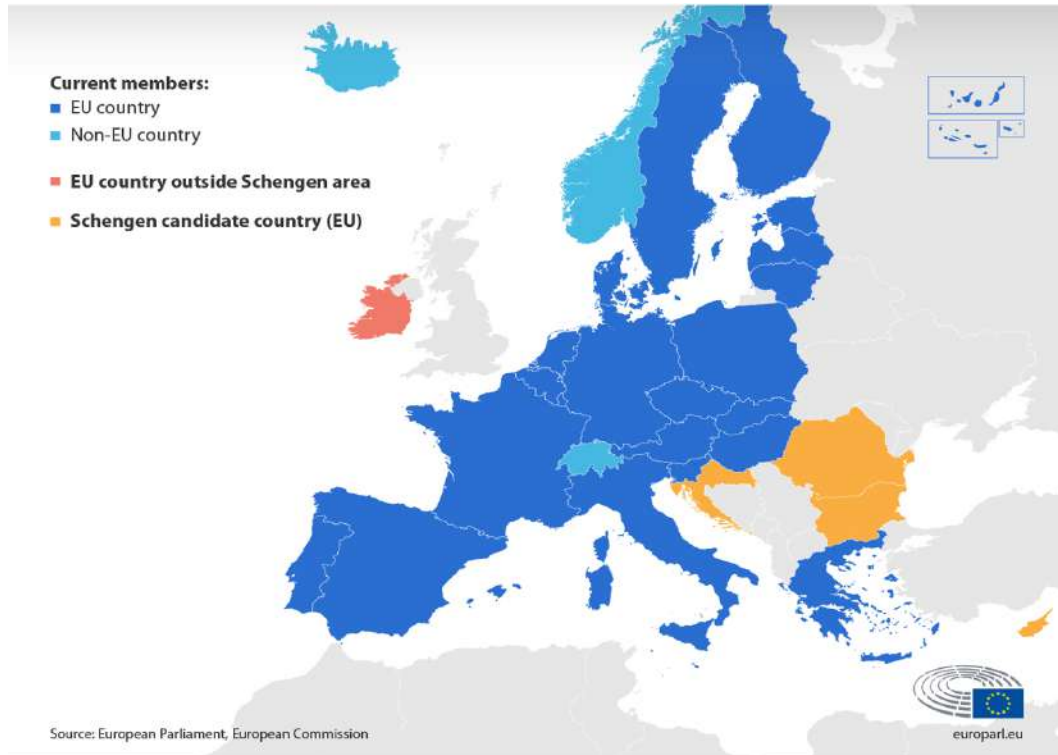 Current members:
EU country
Non-EU country
EU country outside Schengen area
Schengen candidate country (EU)
Source: European Parliament, European Commission
europarl.eu